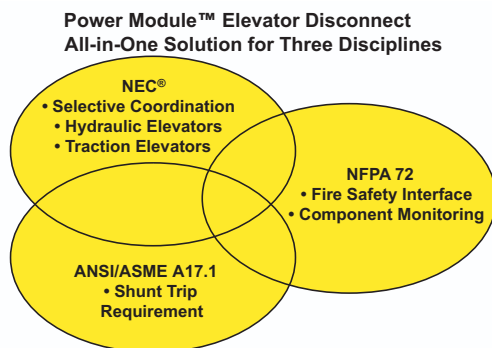 Power Module™ Elevator Disconnect
All-in-One Solution for Three Disciplines
NEC®
• Selective Coordination
• Hydraulic Elevators
• Traction Elevators
NFPA 72
• Fire Safety Interface
• Component Monitoring
ANSI/ASME A17.1
• Shunt Trip
Requirement